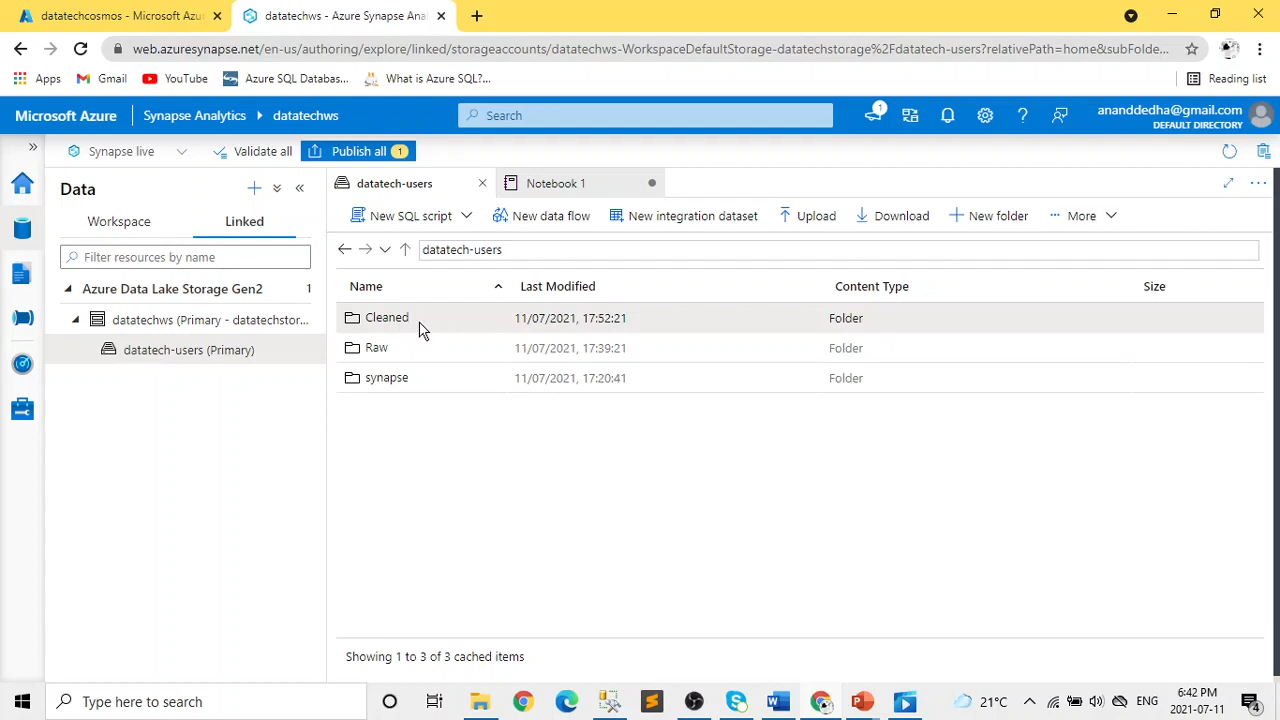 datatechcosmos - Microsoft Azu
datatechws - Azure Synapse Ana
web.azuresynapse.net/en-us/authoring/explore/linked/storageaccounts/datatechws-WorkspaceDefaultStorage-datatechstorage%2Fdatatech-users?relativePath=home&subFolde...
Apps
Gmail
YouTube
Azure SQL Databas...
What is Azure SQL?...
Reading list
Microsoft Azure
Synapse Analytics
datatechws
Search
1
ananddedha@gmail.com
DEFAULT DIRECTORY
Synapse live
Validate all
Publish all 1
Data
datatech-users
Notebook 1
Workspace
Linked
New SQL script
New data flow
New integration dataset
Upload
Download
New folder
More
Filter resources by name
datatech-users
Azure Data Lake Storage Gen2 1
datatechws (Primary - datatechstor...
datatech-users (Primary)
Name Last Modified Content Type Size
Cleaned 11/07/2021, 17:52:21 Folder
Raw 11/07/2021, 17:39:21 Folder
synapse 11/07/2021, 17:20:41 Folder
Showing 1 to 3 of 3 cached items
Type here to search
21°C
ENG
6:42 PM
2021-07-11
4